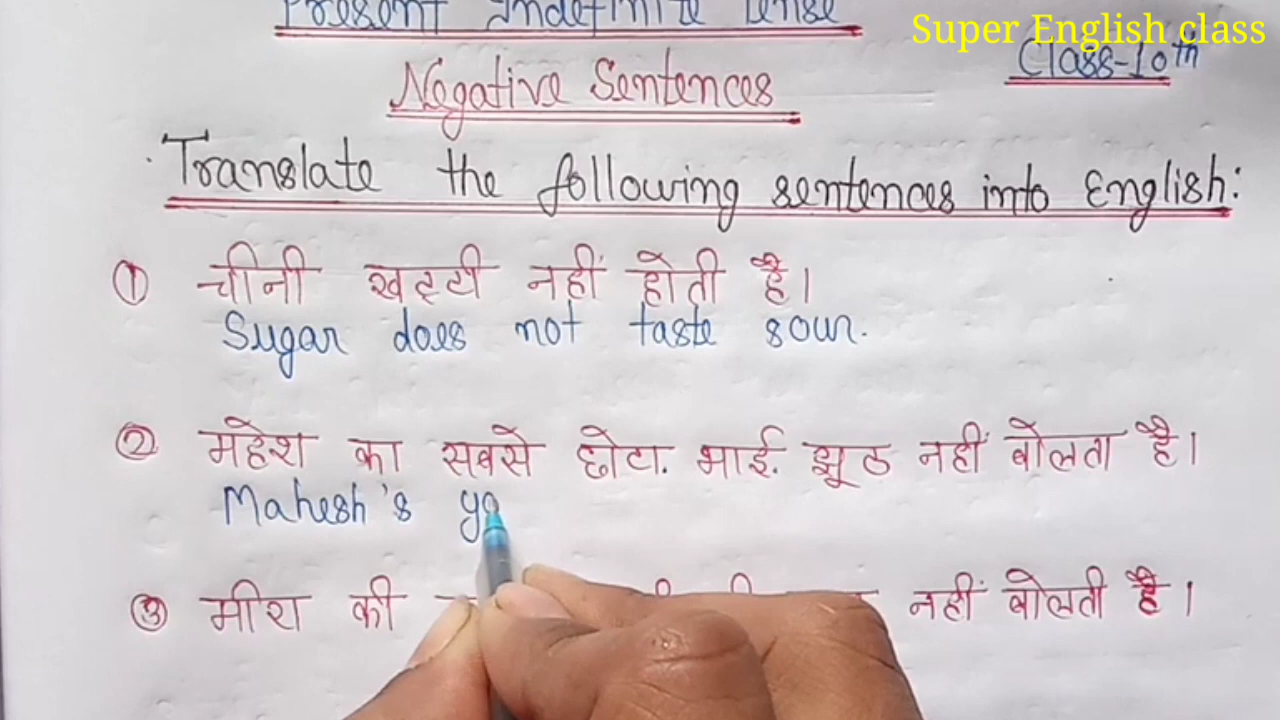 Present Indefinite Tense
Super English class
Class-10th
Negative Sentences
Translate the following sentences into English:
① चीनी खट्टी नहीं होती है।
Sugar does not taste sour.
② महेश का सबसे छोटा भाई झूठ नहीं बोलता है।
Mahesh's yo
③ मीरा की नहीं बोलती है।